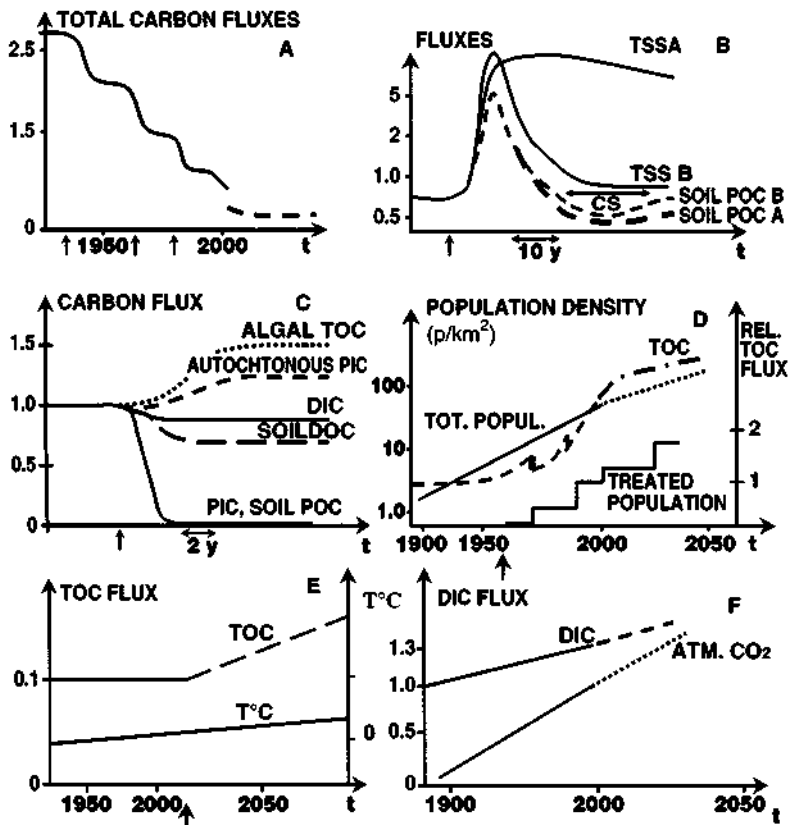 TOTAL CARBON FLUXES
A
2.5
1.5
0
1950
2000
t
FLUXES
B
TSSA
5
2
1.0
0.5
TSS B
CS
SOIL POC B
SOIL POC A
10 y
t
CARBON FLUX
C
1.5
1.0
0.5
0
ALGAL TOC
AUTOCHTONOUS PIC
DIC
SOILDOC
PIC, SOIL POC
2 y
t
POPULATION DENSITY
(p/km²)
D
REL.
TOC
FLUX
TOC
100
10
1.0
TOT. POPUL.
2
1
TREATED
POPULATION
1900
1950
2000
2050
t
TOC FLUX
E
T°C
TOC
0.1
T°C
0
0
1950
2000
2050
t
DIC FLUX
F
1.3
1.0
0.5
0
DIC
ATM. CO₂
1900
2000
2050
t